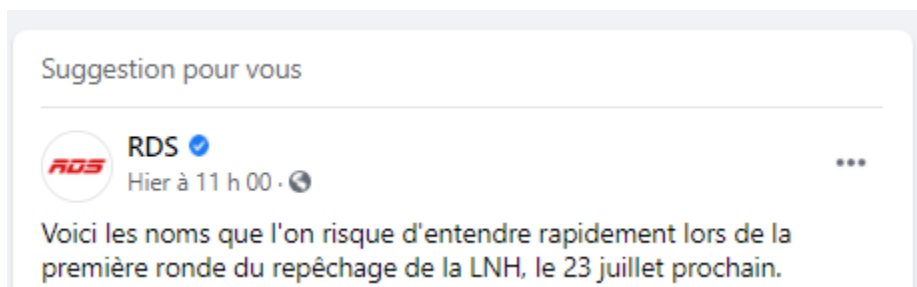 Suggestion pour vous
RDS
RDS
Hier à 11 h 00 ·
Voici les noms que l'on risque d'entendre rapidement lors de la
première ronde du repêchage de la LNH, le 23 juillet prochain.